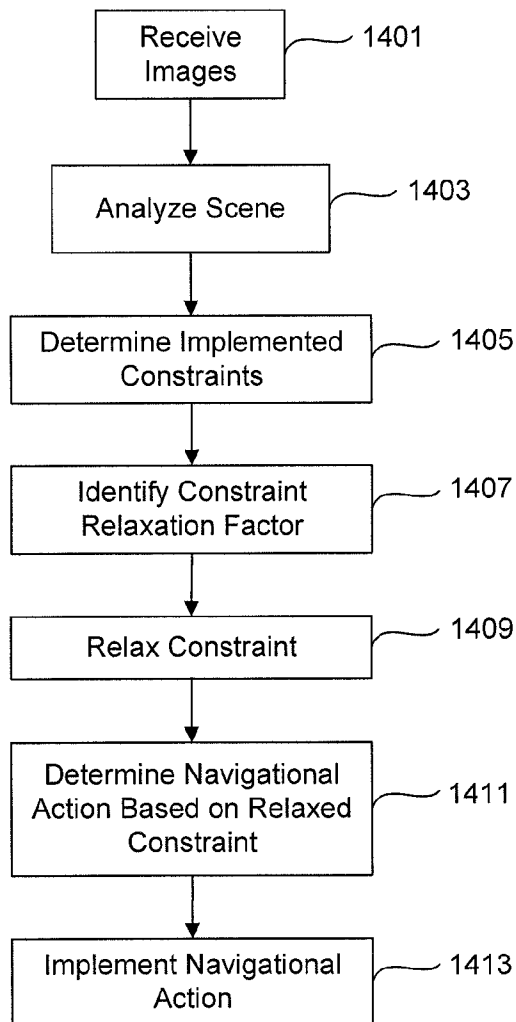 Receive
Images
1401
Analyze Scene
1403
Determine Implemented
Constraints
1405
Identify Constraint
Relaxation Factor
1407
Relax Constraint
1409
Determine Navigational
Action Based on Relaxed
Constraint
1411
Implement Navigational
Action
1413